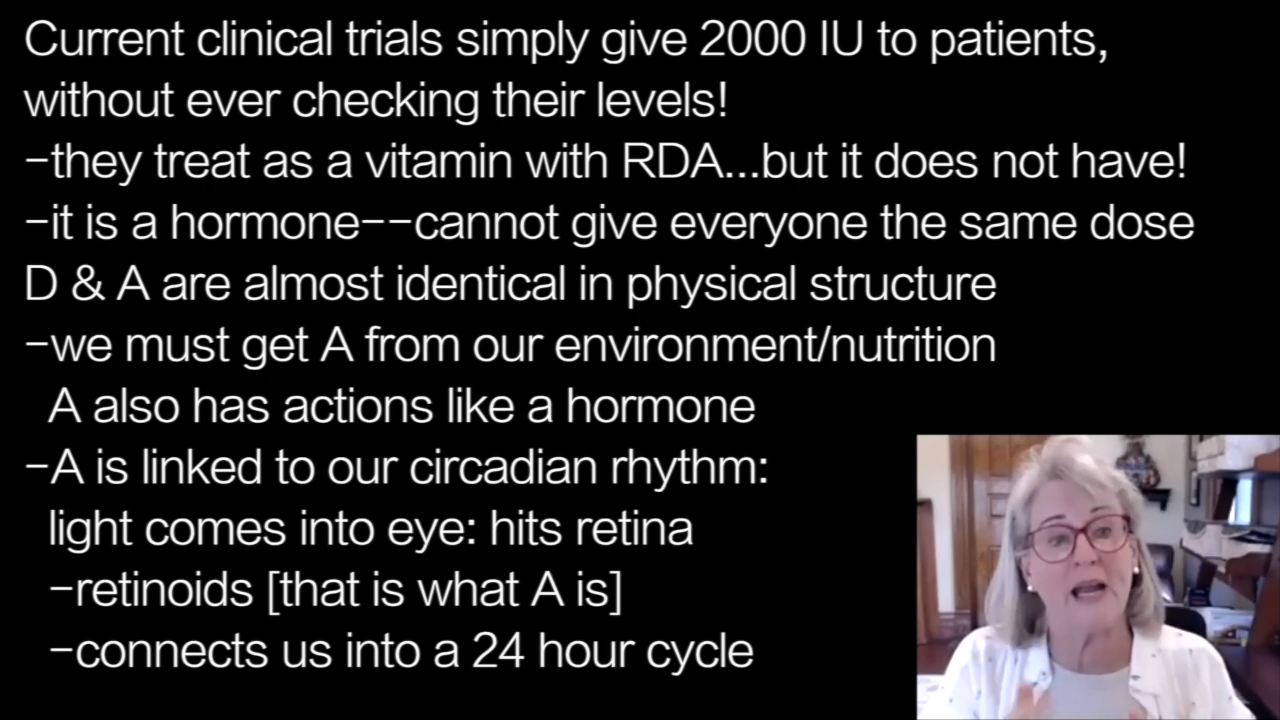 Current clinical trials simply give 2000 IU to patients,
without ever checking their levels!
−they treat as a vitamin with RDA...but it does not have!
−it is a hormone−−cannot give everyone the same dose
D & A are almost identical in physical structure
−we must get A from our environment/nutrition
A also has actions like a hormone
−A is linked to our circadian rhythm:
light comes into eye: hits retina
−retinoids [that is what A is]
−connects us into a 24 hour cycle